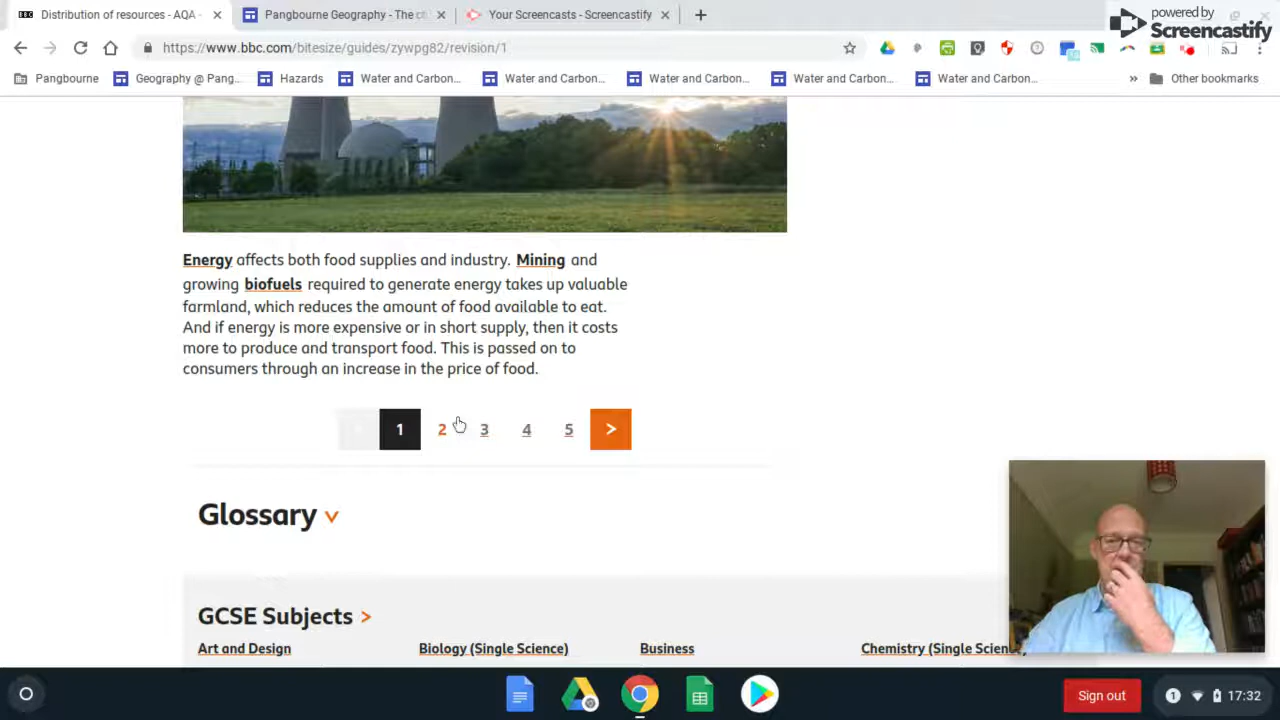 BBC Distribution of resources - AQA - × Pangbourne Geography - The c × Your Screencasts - Screencastify × +
powered by
Screencastify
https://www.bbc.com/bitesize/guides/zywpg82/revision/1
Pangbourne Geography @ Pang... Hazards Water and Carbon... Water and Carbon... Water and Carbon... Water and Carbon... Water and Carbon... » Other bookmarks
Energy affects both food supplies and industry. Mining and
growing biofuels required to generate energy takes up valuable
farmland, which reduces the amount of food available to eat.
And if energy is more expensive or in short supply, then it costs
more to produce and transport food. This is passed on to
consumers through an increase in the price of food.
1 2 3 4 5 >
Glossary
GCSE Subjects >
Art and Design Biology (Single Science) Business Chemistry (Single Science)
Sign out 1 17:32